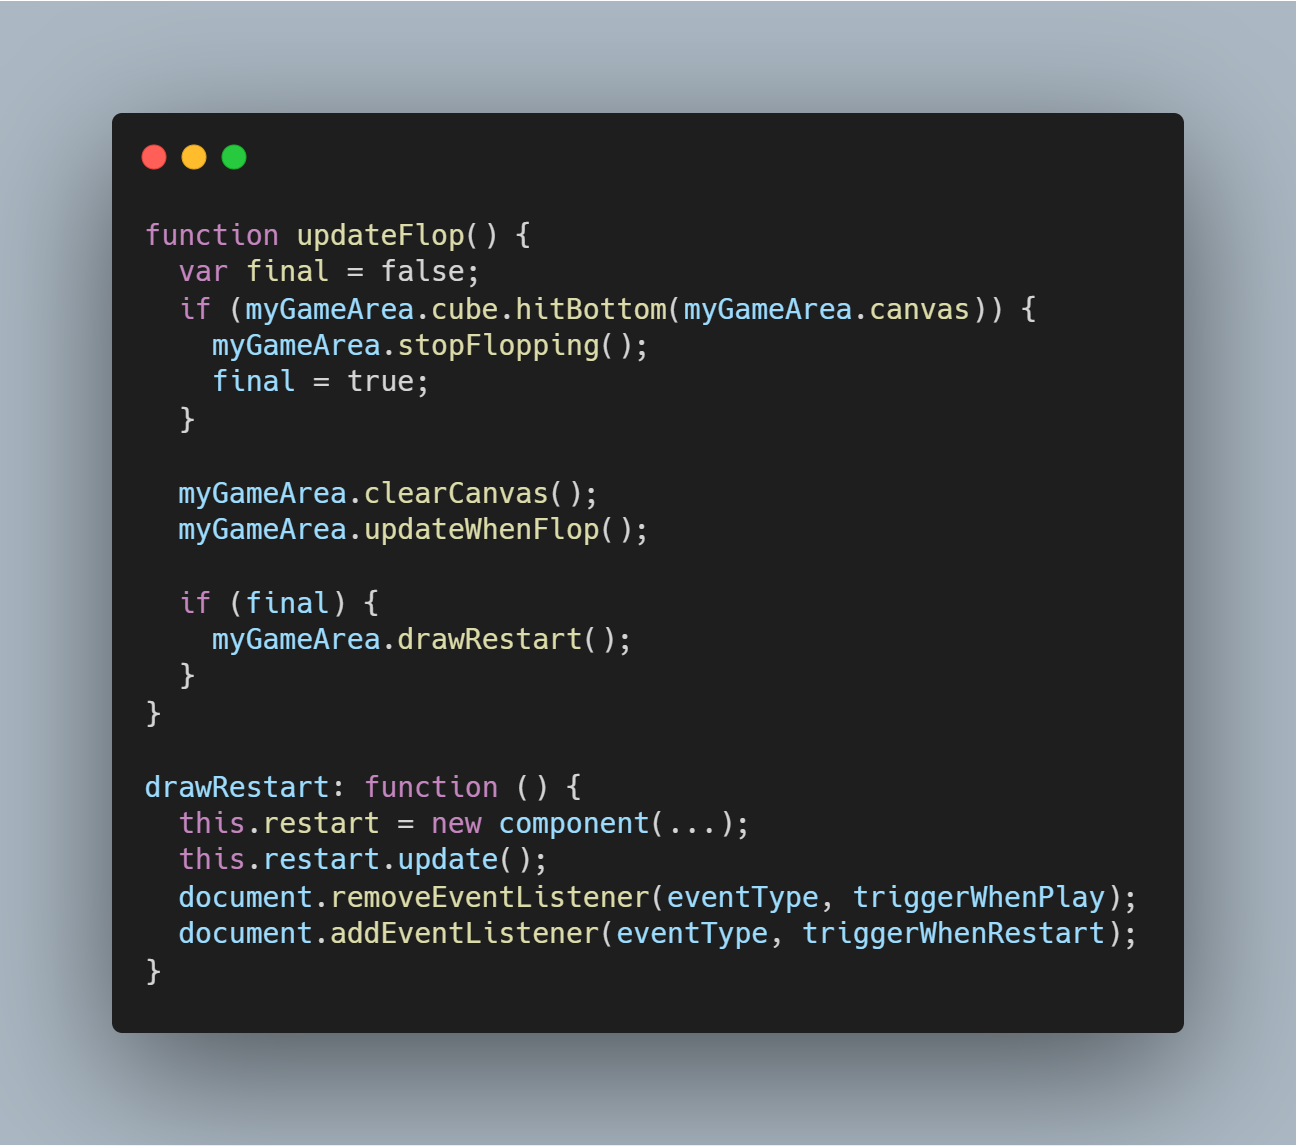 function updateFlop() {
  var final = false;
  if (myGameArea.cube.hitBottom(myGameArea.canvas)) {
    myGameArea.stopFlopping();
    final = true;
  }

  myGameArea.clearCanvas();
  myGameArea.updateWhenFlop();

  if (final) {
    myGameArea.drawRestart();
  }
}

drawRestart: function () {
  this.restart = new component(...);
  this.restart.update();
  document.removeEventListener(eventType, triggerWhenPlay);
  document.addEventListener(eventType, triggerWhenRestart);
}